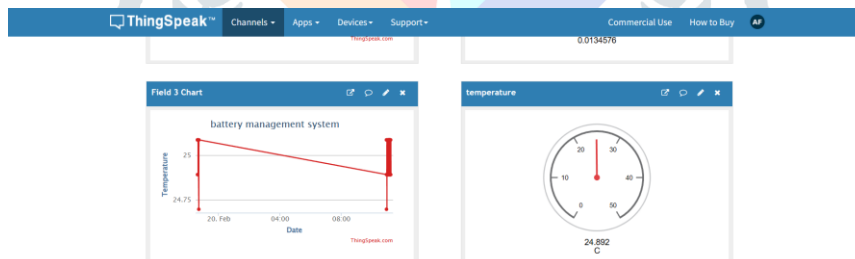 ThingSpeak™ Channels Apps Devices Support Commercial Use How to Buy AF
ThingSpeak.com
0.0134576
Field 3 Chart
battery management system
Temperature
25
24.75
20. Feb 04:00 08:00
Date
ThingSpeak.com
temperature
20 30
10 40
0 50
24.892
C